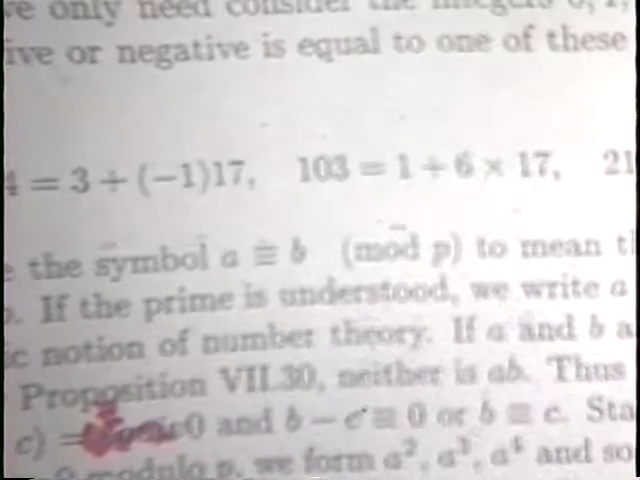 we only need consider the integers 0, 1,
ive or negative is equal to one of these
4 = 3 + (−1)17, 103 = 1 + 6 × 17, 21
the symbol a ≡ b (mod p) to mean t
If the prime is understood, we write a
ic notion of number theory. If a and b a
Proposition VII.30, neither is ab. Thus
c) ≡ 0 and b − c ≡ 0 or b ≡ c. Sta
0 modulo p, we form a², a³, a⁴ and so